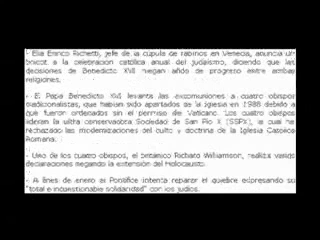 - Elia Enrico Richetti, jefe de la cúpula de rabinos en Venecia, anuncia un
boicot a la celebración católica anual del judaísmo, diciendo que las
decisiones de Benedicto XVI niegan años de progreso entre ambas
religiones.
- El Papa Benedicto XVI levanta las excomuniones a cuatro obispos
tradicionalistas, que habían sido apartados de la iglesia en 1988 debido a
que fueron ordenados sin el permiso del Vaticano. Los cuatro obispos
lideran la ultra conservadora Sociedad de San Pío X (SSPX), la cual ha
rechazado las modernizaciones del culto y doctrina de la Iglesia Católica
Romana.
- Uno de los cuatro obispos, el británico Richard Williamson, realiza varias
declaraciones negando la extensión del Holocausto.
- A fines de enero el Pontífice intenta reparar el quiebre expresando su
"total e incuestionable solidaridad" con los judíos.